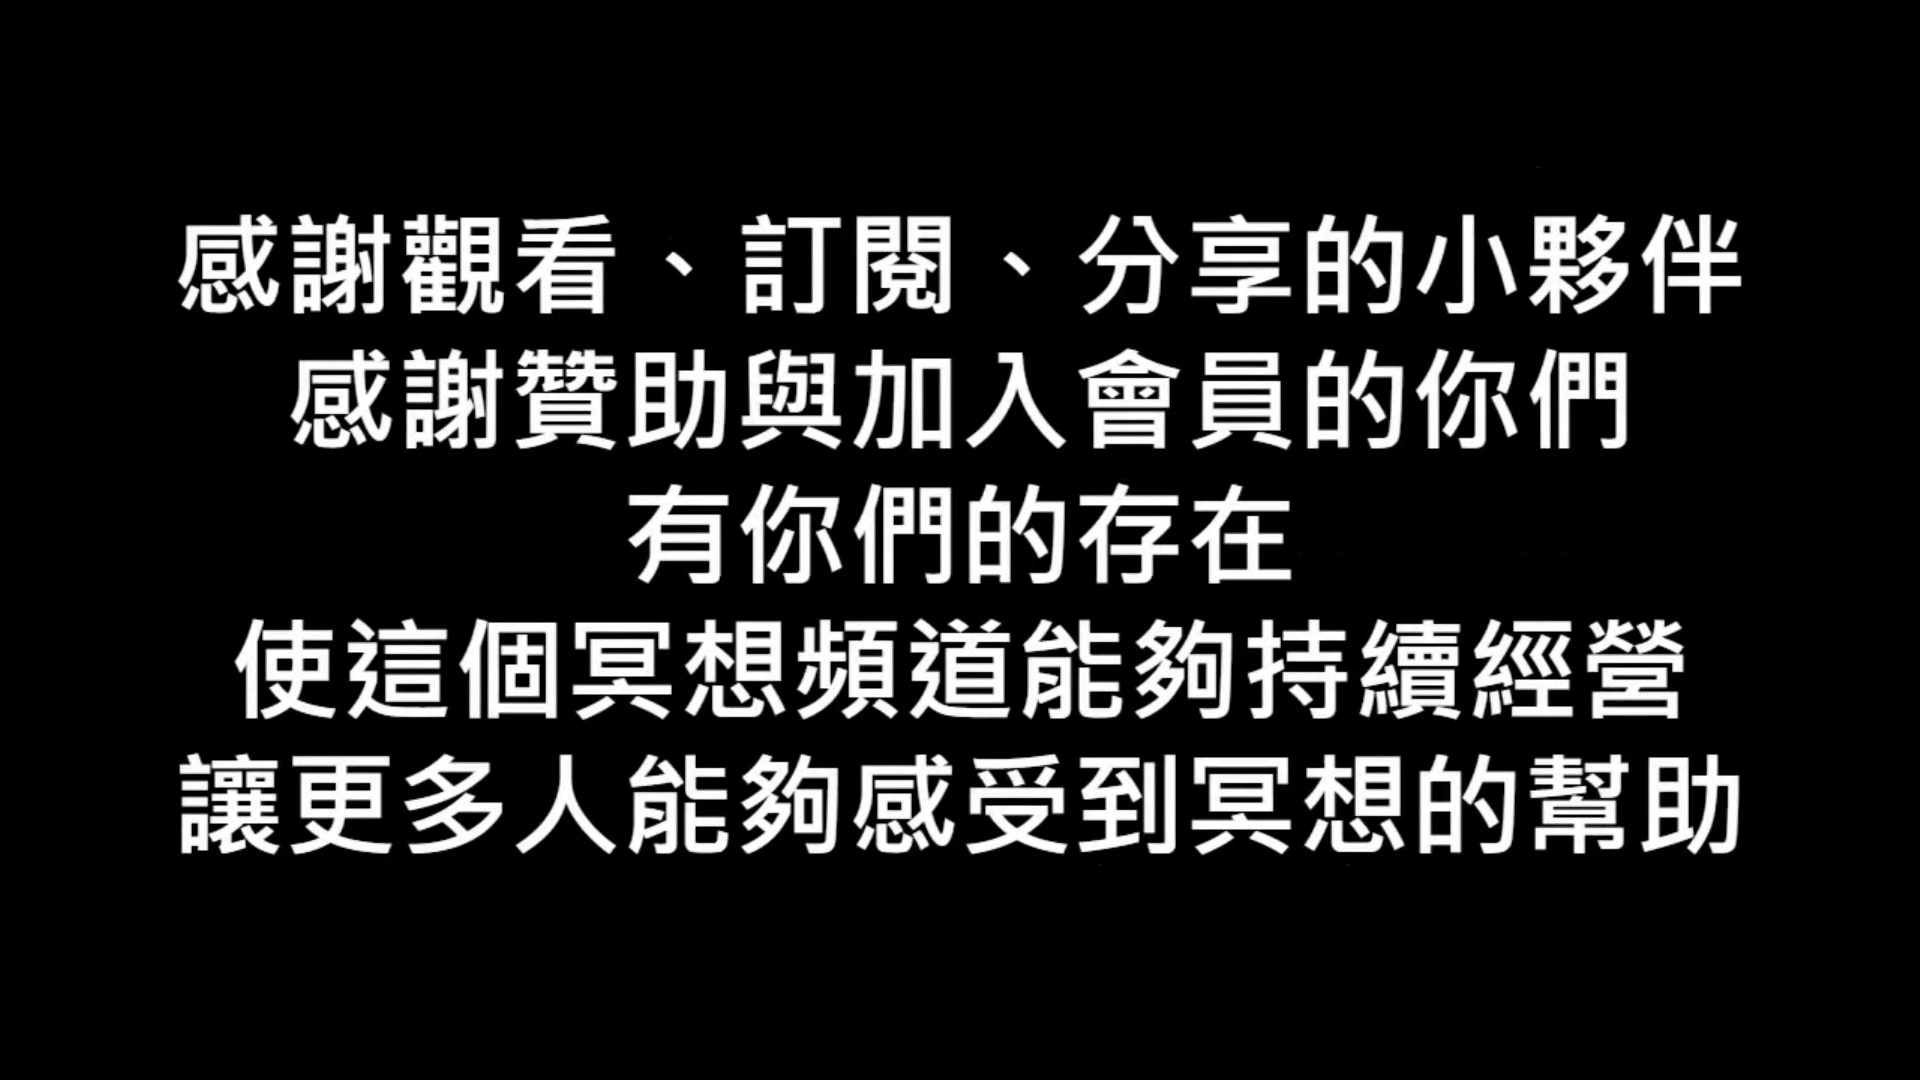 感謝觀看、訂閱、分享的小夥伴
感謝贊助與加入會員的你們
有你們的存在
使這個冥想頻道能夠持續經營
讓更多人能夠感受到冥想的幫助